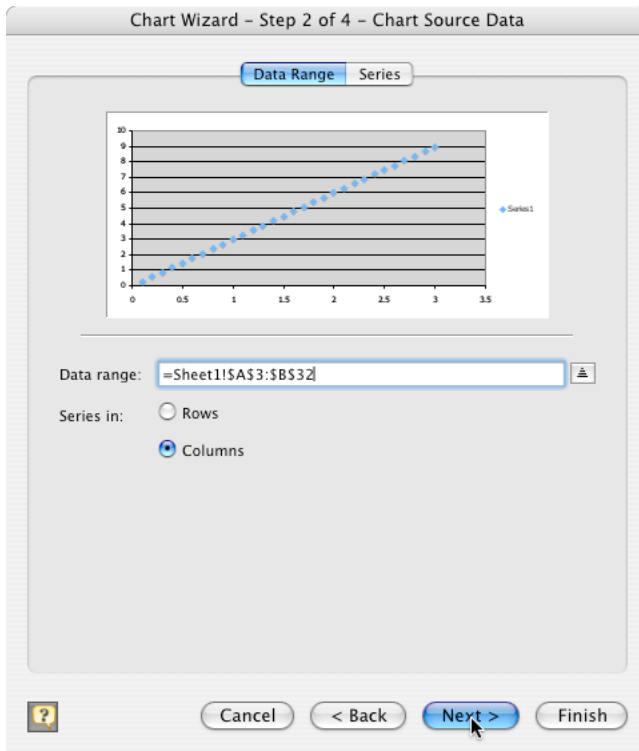 Chart Wizard – Step 2 of 4 – Chart Source Data
Data Range Series
10
9
8
7
6
5
4
3
2
1
0
0 0.5 1 1.5 2 2.5 3 3.5
Series1
Data range: =Sheet1!$A$3:$B$32
Series in: Rows
Columns
? Cancel < Back Next > Finish